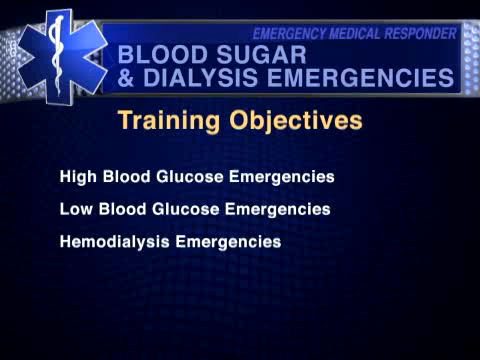 EMERGENCY MEDICAL RESPONDER
BLOOD SUGAR
& DIALYSIS EMERGENCIES
Training Objectives
High Blood Glucose Emergencies
Low Blood Glucose Emergencies
Hemodialysis Emergencies